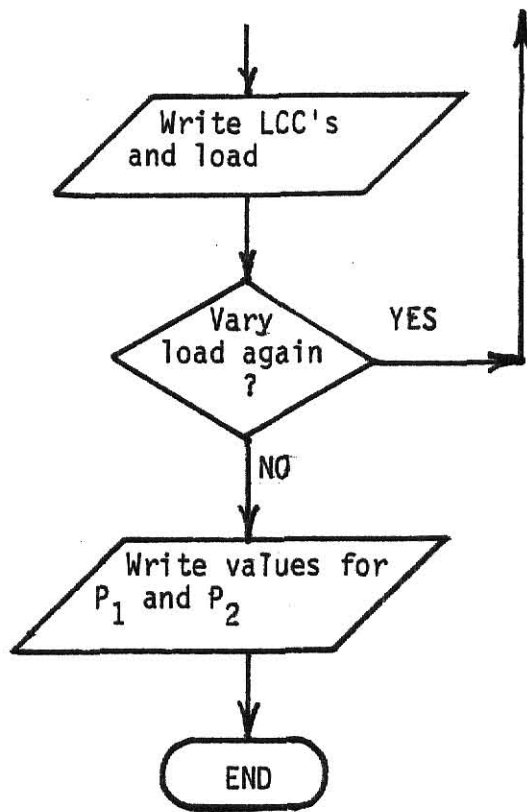 Write LCC's
and load
Vary
load again
?
YES
NO
Write values for
P₁ and P₂
END